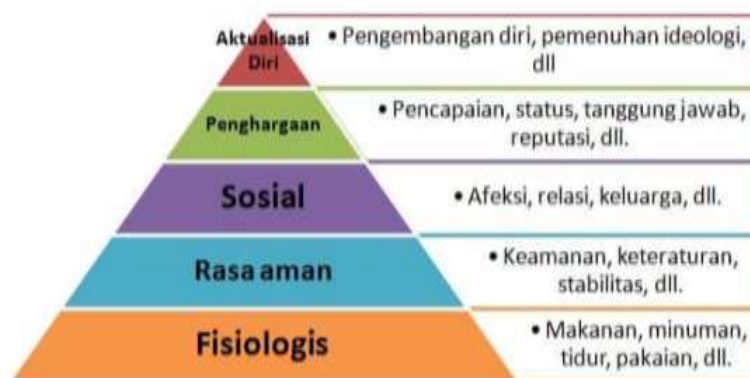 Aktualisasi
Diri
• Pengembangan diri, pemenuhan ideologi,
dll
Penghargaan
• Pencapaian, status, tanggung jawab,
reputasi, dll.
Sosial
• Afeksi, relasi, keluarga, dll.
Rasa aman
• Keamanan, keteraturan,
stabilitas, dll.
Fisiologis
• Makanan, minuman,
tidur, pakaian, dll.